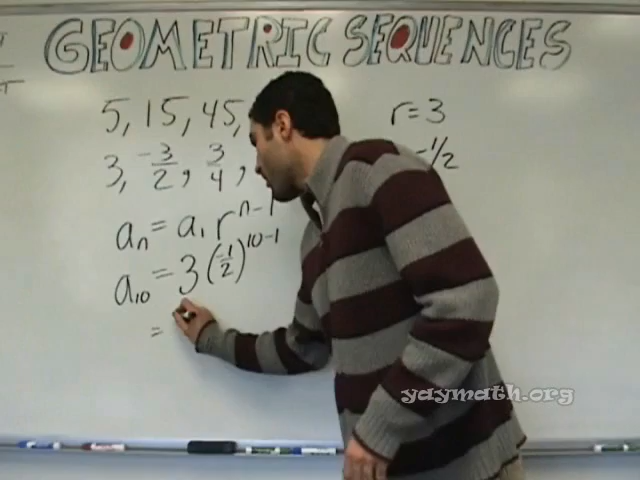 GEOMETRIC SEQUENCES
5, 15, 45, r = 3
3, -3/2, 3/4, -1/2
aₙ = a₁ rⁿ⁻¹
a₁₀ = 3(-1/2)¹⁰⁻¹
=
yaymath.org